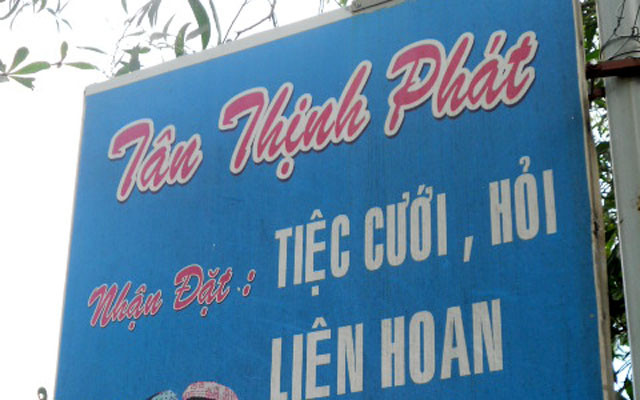 Tân Thịnh Phát
Nhận Đặt : TIỆC CƯỚI , HỎI
LIÊN HOAN